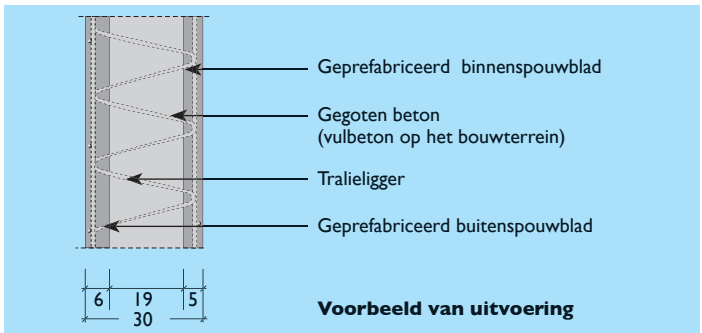 Geprefabriceerd binnenspouwblad
Gegoten beton
(vulbeton op het bouwterrein)
Tralieligger
Geprefabriceerd buitenspouwblad
6 19 5
30
Voorbeeld van uitvoering